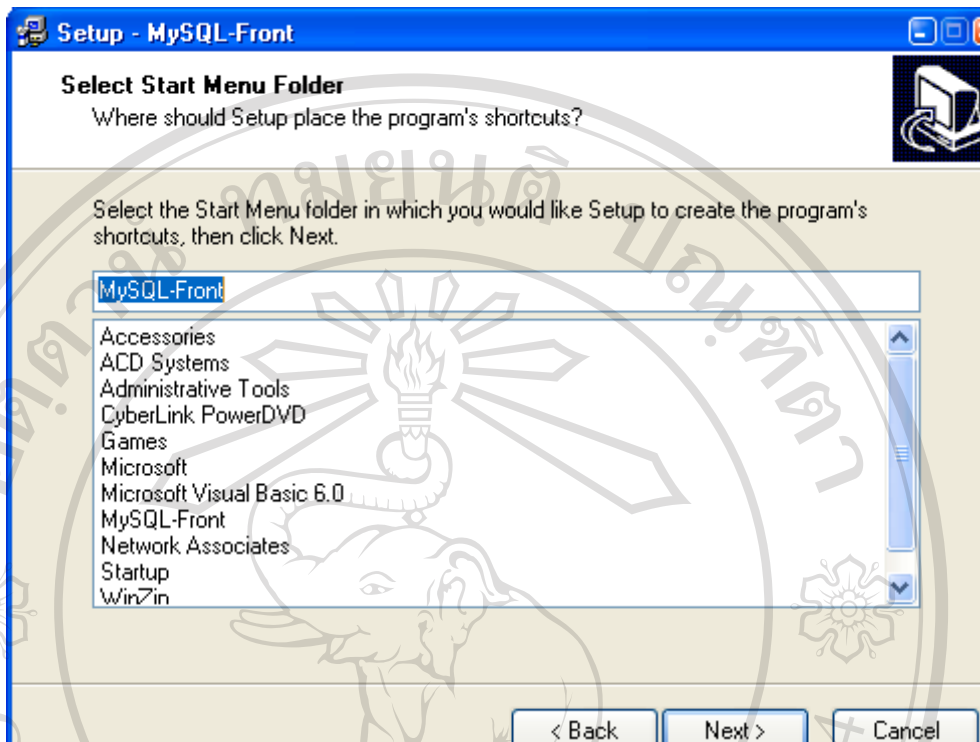 Setup - MySQL-Front
Select Start Menu Folder
Where should Setup place the program's shortcuts?
Select the Start Menu folder in which you would like Setup to create the program's
shortcuts, then click Next.
MySQL-Front
Accessories
ACD Systems
Administrative Tools
CyberLink PowerDVD
Games
Microsoft
Microsoft Visual Basic 6.0
MySQL-Front
Network Associates
Startup
WinZip
< Back
Next >
Cancel